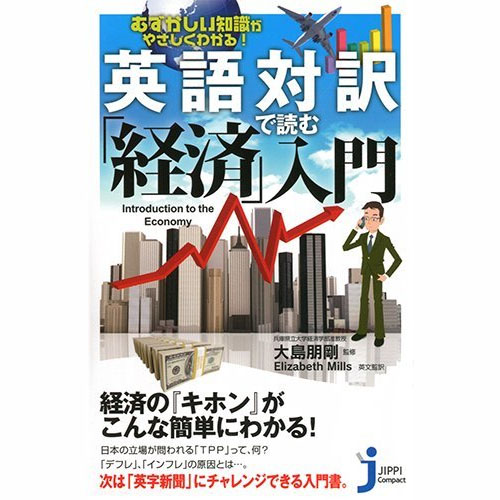 むずかしい知識が
やさしくわかる!
英語対訳
で読む
「経済」入門
Introduction to the
Economy
兵庫県立大学経済学部准教授
大島朋剛 監修
Elizabeth Mills 英文監訳
経済の『キホン』が
こんな簡単にわかる!
日本の立場が問われる「TPP」って、何?
「デフレ」、「インフレ」の原因とは…。
次は「英字新聞」にチャレンジできる入門書。
j JIPPI
Compact